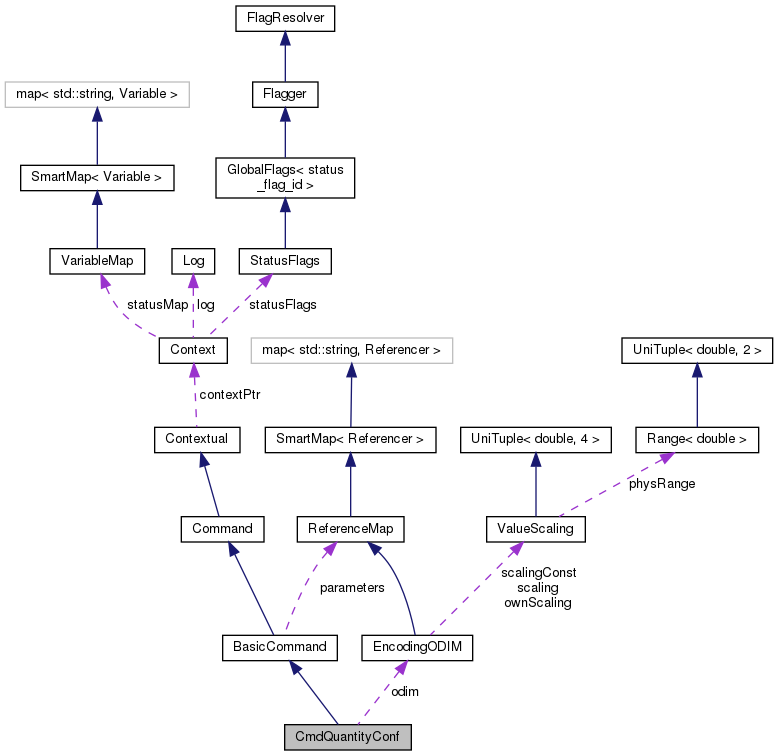 FlagResolver
map< std::string, Variable >
Flagger
SmartMap< Variable >
GlobalFlags< status
_flag_id >
VariableMap
Log
StatusFlags
statusMap
log
statusFlags
Context
map< std::string, Referencer >
UniTuple< double, 2 >
contextPtr
Contextual
SmartMap< Referencer >
UniTuple< double, 4 >
Range< double >
physRange
Command
ReferenceMap
ValueScaling
parameters
scalingConst
scaling
ownScaling
BasicCommand
EncodingODIM
odim
CmdQuantityConf